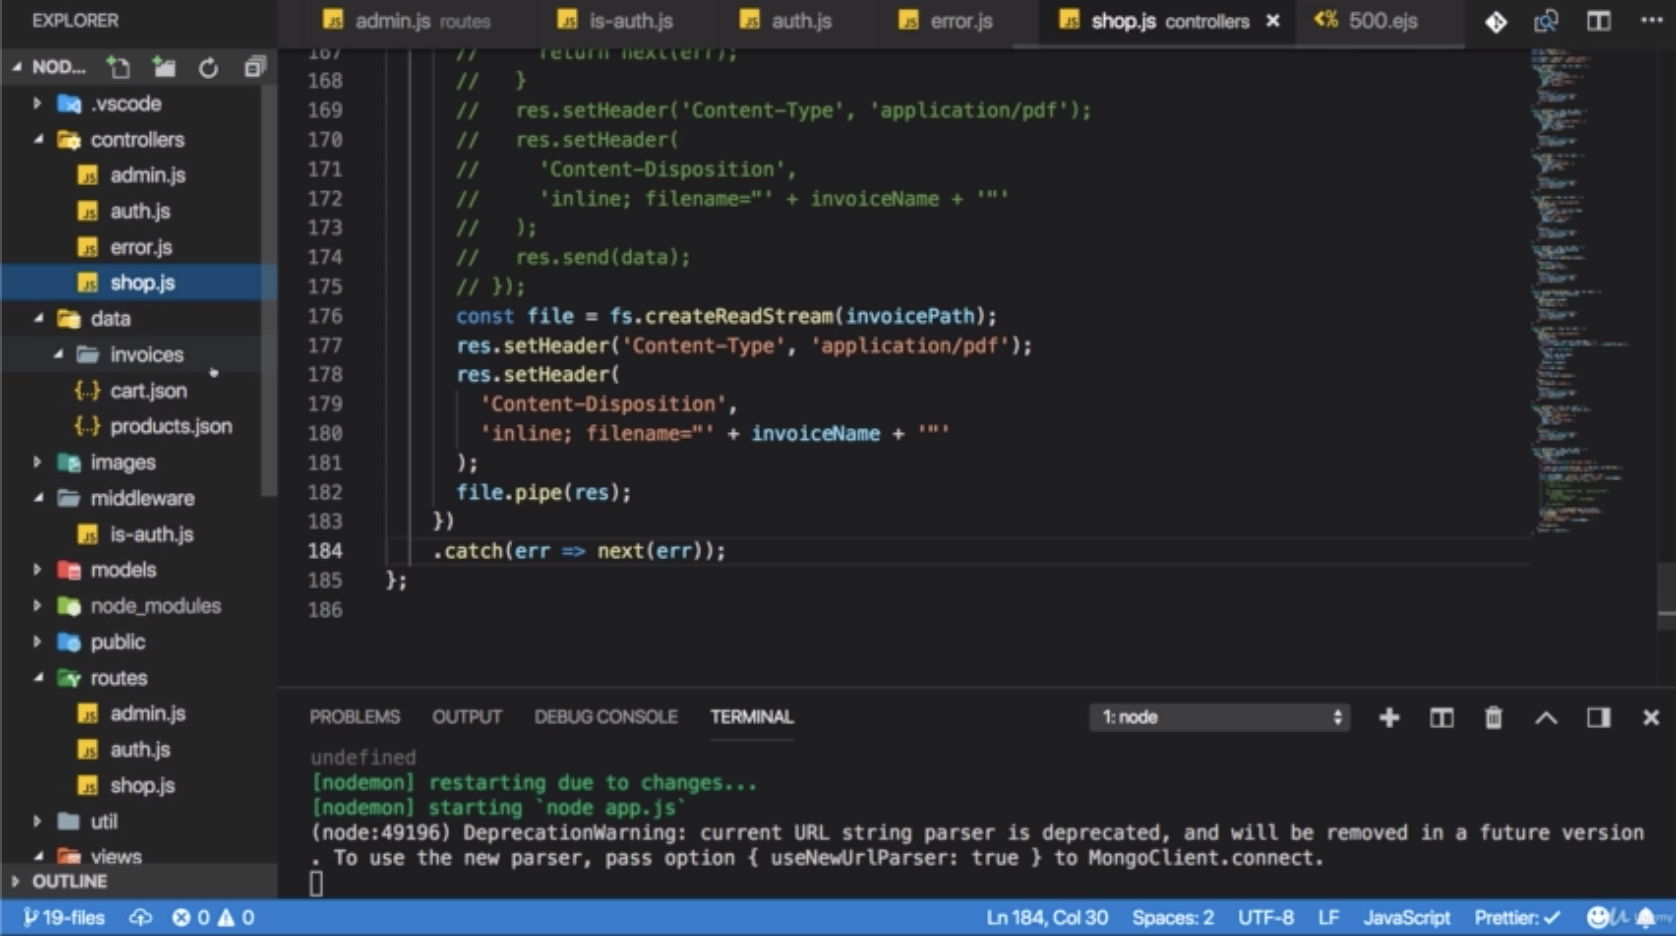 EXPLORER
admin.js routes
is-auth.js
auth.js
error.js
shop.js controllers ×
<% 500.ejs
NOD...
.vscode
controllers
admin.js
auth.js
error.js
shop.js
data
invoices
{..} cart.json
{..} products.json
images
middleware
is-auth.js
models
node_modules
public
routes
admin.js
auth.js
shop.js
util
views
OUTLINE
167 // return next(err);
168 // }
169 // res.setHeader('Content-Type', 'application/pdf');
170 // res.setHeader(
171 // 'Content-Disposition',
172 // 'inline; filename="' + invoiceName + '"'
173 // );
174 // res.send(data);
175 // });
176 const file = fs.createReadStream(invoicePath);
177 res.setHeader('Content-Type', 'application/pdf');
178 res.setHeader(
179 'Content-Disposition',
180 'inline; filename="' + invoiceName + '"'
181 );
182 file.pipe(res);
183 })
184 .catch(err => next(err));
185 };
186
PROBLEMS OUTPUT DEBUG CONSOLE TERMINAL 1: node
undefined
[nodemon] restarting due to changes...
[nodemon] starting `node app.js`
(node:49196) DeprecationWarning: current URL string parser is deprecated, and will be removed in a future version
. To use the new parser, pass option { useNewUrlParser: true } to MongoClient.connect.
19-files 0 0 Ln 184, Col 30 Spaces: 2 UTF-8 LF JavaScript Prettier: ✓